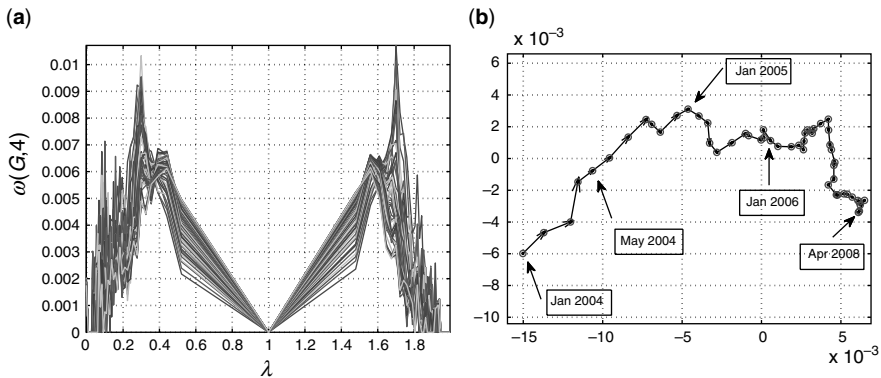 (a)
0.01
0.009
0.008
0.007
0.006
0.005
0.004
0.003
0.002
0.001
0
ω(G,4)
0 0.2 0.4 0.6 0.8 1 1.2 1.4 1.6 1.8
λ
(b)
x 10⁻³
6
4
2
0
−2
−4
−6
−8
−10
Jan 2005
Jan 2006
May 2004
Apr 2008
Jan 2004
−15 −10 −5 0 5
x 10⁻³